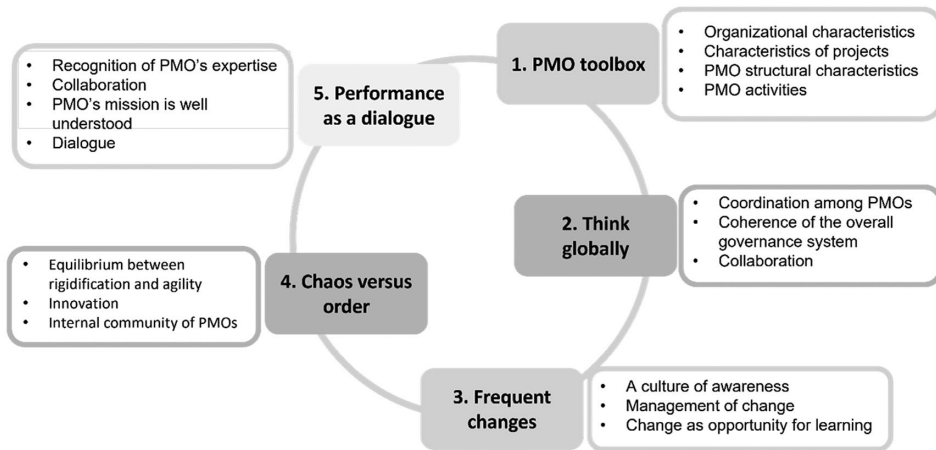 1. PMO toolbox
• Organizational characteristics
• Characteristics of projects
• PMO structural characteristics
• PMO activities
2. Think
globally
• Coordination among PMOs
• Coherence of the overall
governance system
• Collaboration
3. Frequent
changes
• A culture of awareness
• Management of change
• Change as opportunity for learning
4. Chaos versus
order
• Equilibrium between
rigidification and agility
• Innovation
• Internal community of PMOs
5. Performance
as a dialogue
• Recognition of PMO’s expertise
• Collaboration
• PMO’s mission is well
understood
• Dialogue